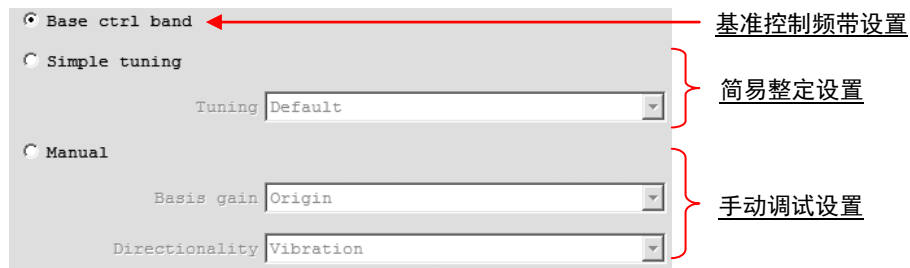 Base ctrl band
基准控制频带设置
Simple tuning
Tuning Default
简易整定设置
Manual
Basis gain Origin
手动调试设置
Directionality Vibration